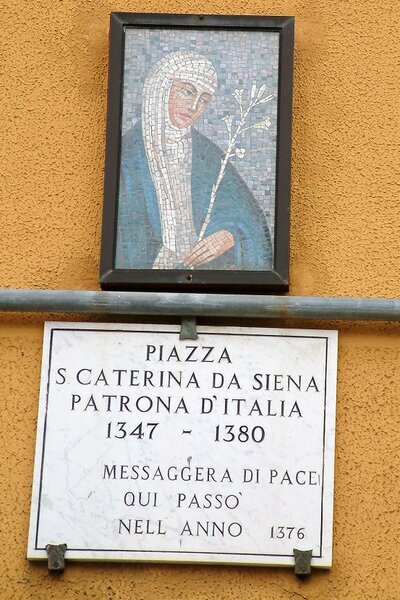 PIAZZA
S. CATERINA DA SIENA
PATRONA D'ITALIA
1347 - 1380
MESSAGGERA DI PACE
QUI PASSO'
NELL ANNO 1376